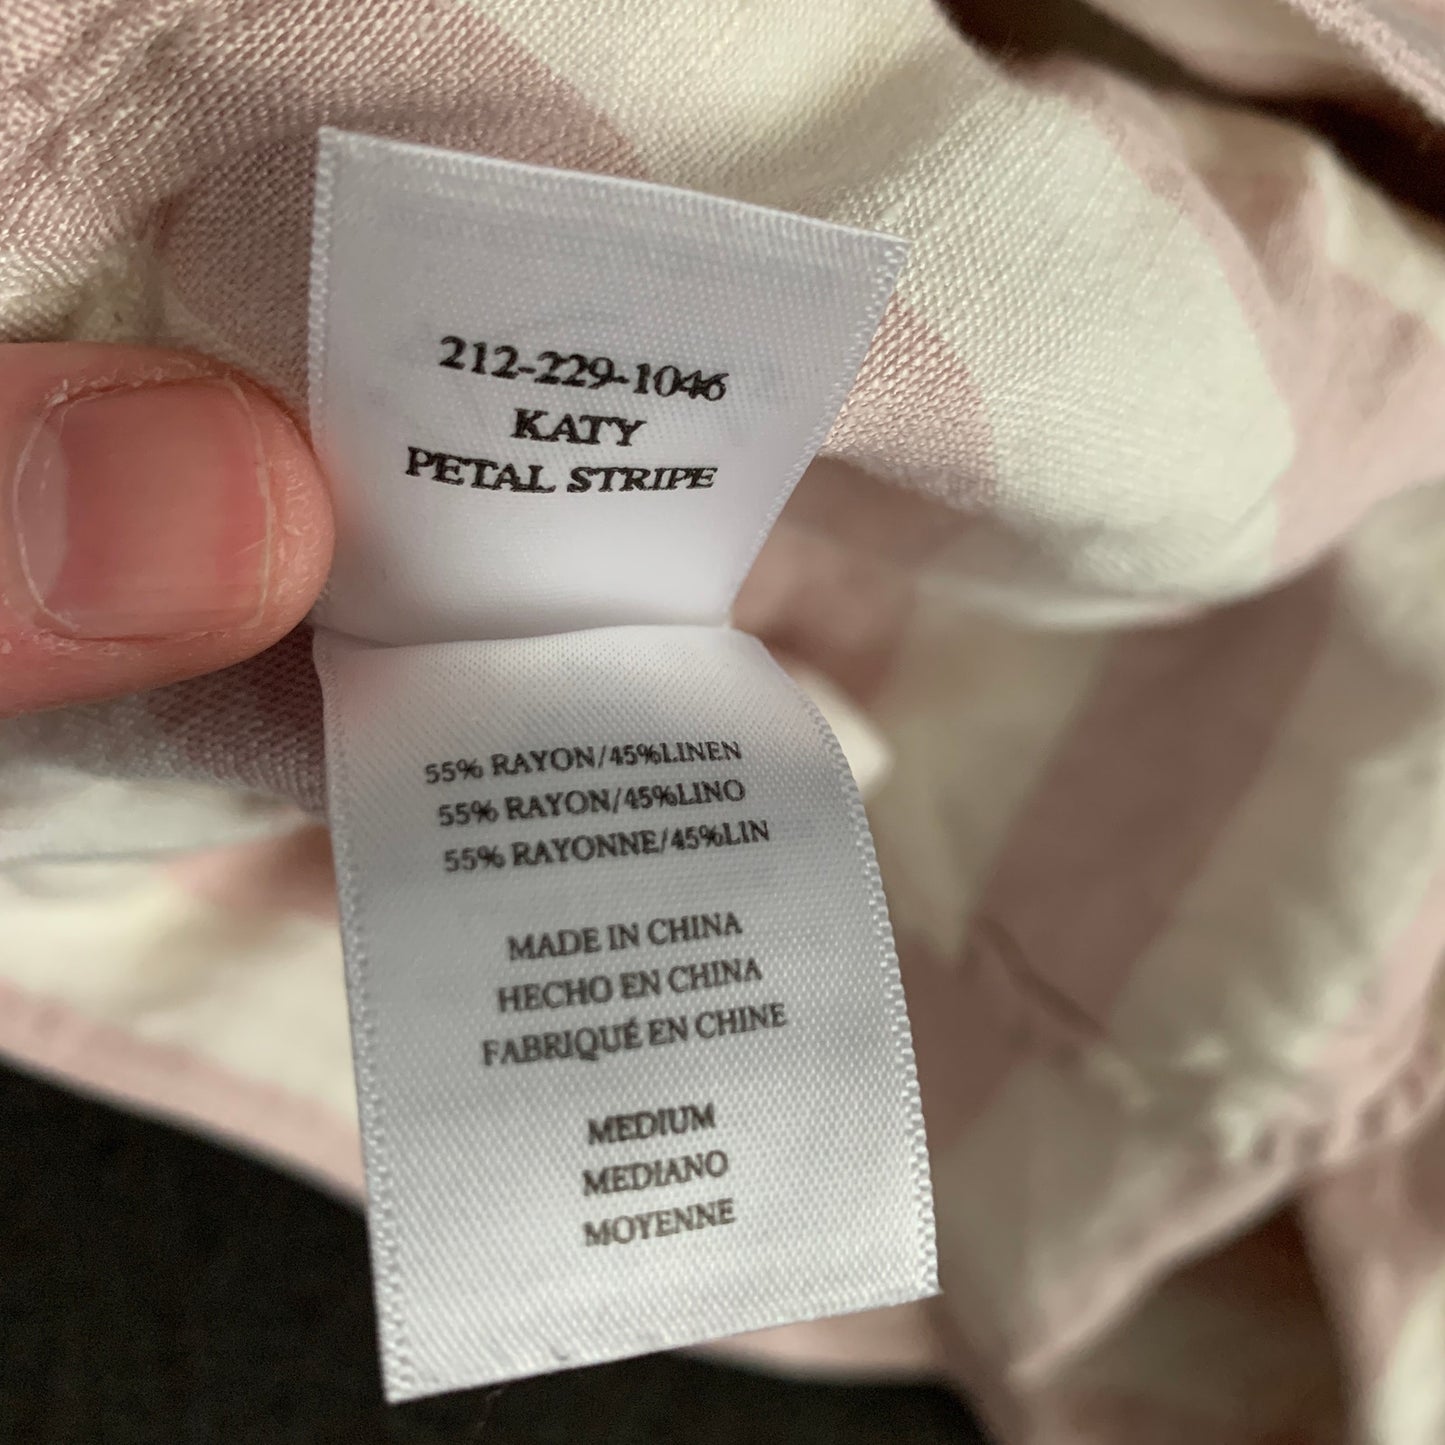 212-229-1046
KATY
PETAL STRIPE
55% RAYON/45%LINEN
55% RAYON/45%LINO
55% RAYONNE/45%LIN
MADE IN CHINA
HECHO EN CHINA
FABRIQUÉ EN CHINE
MEDIUM
MEDIANO
MOYENNE